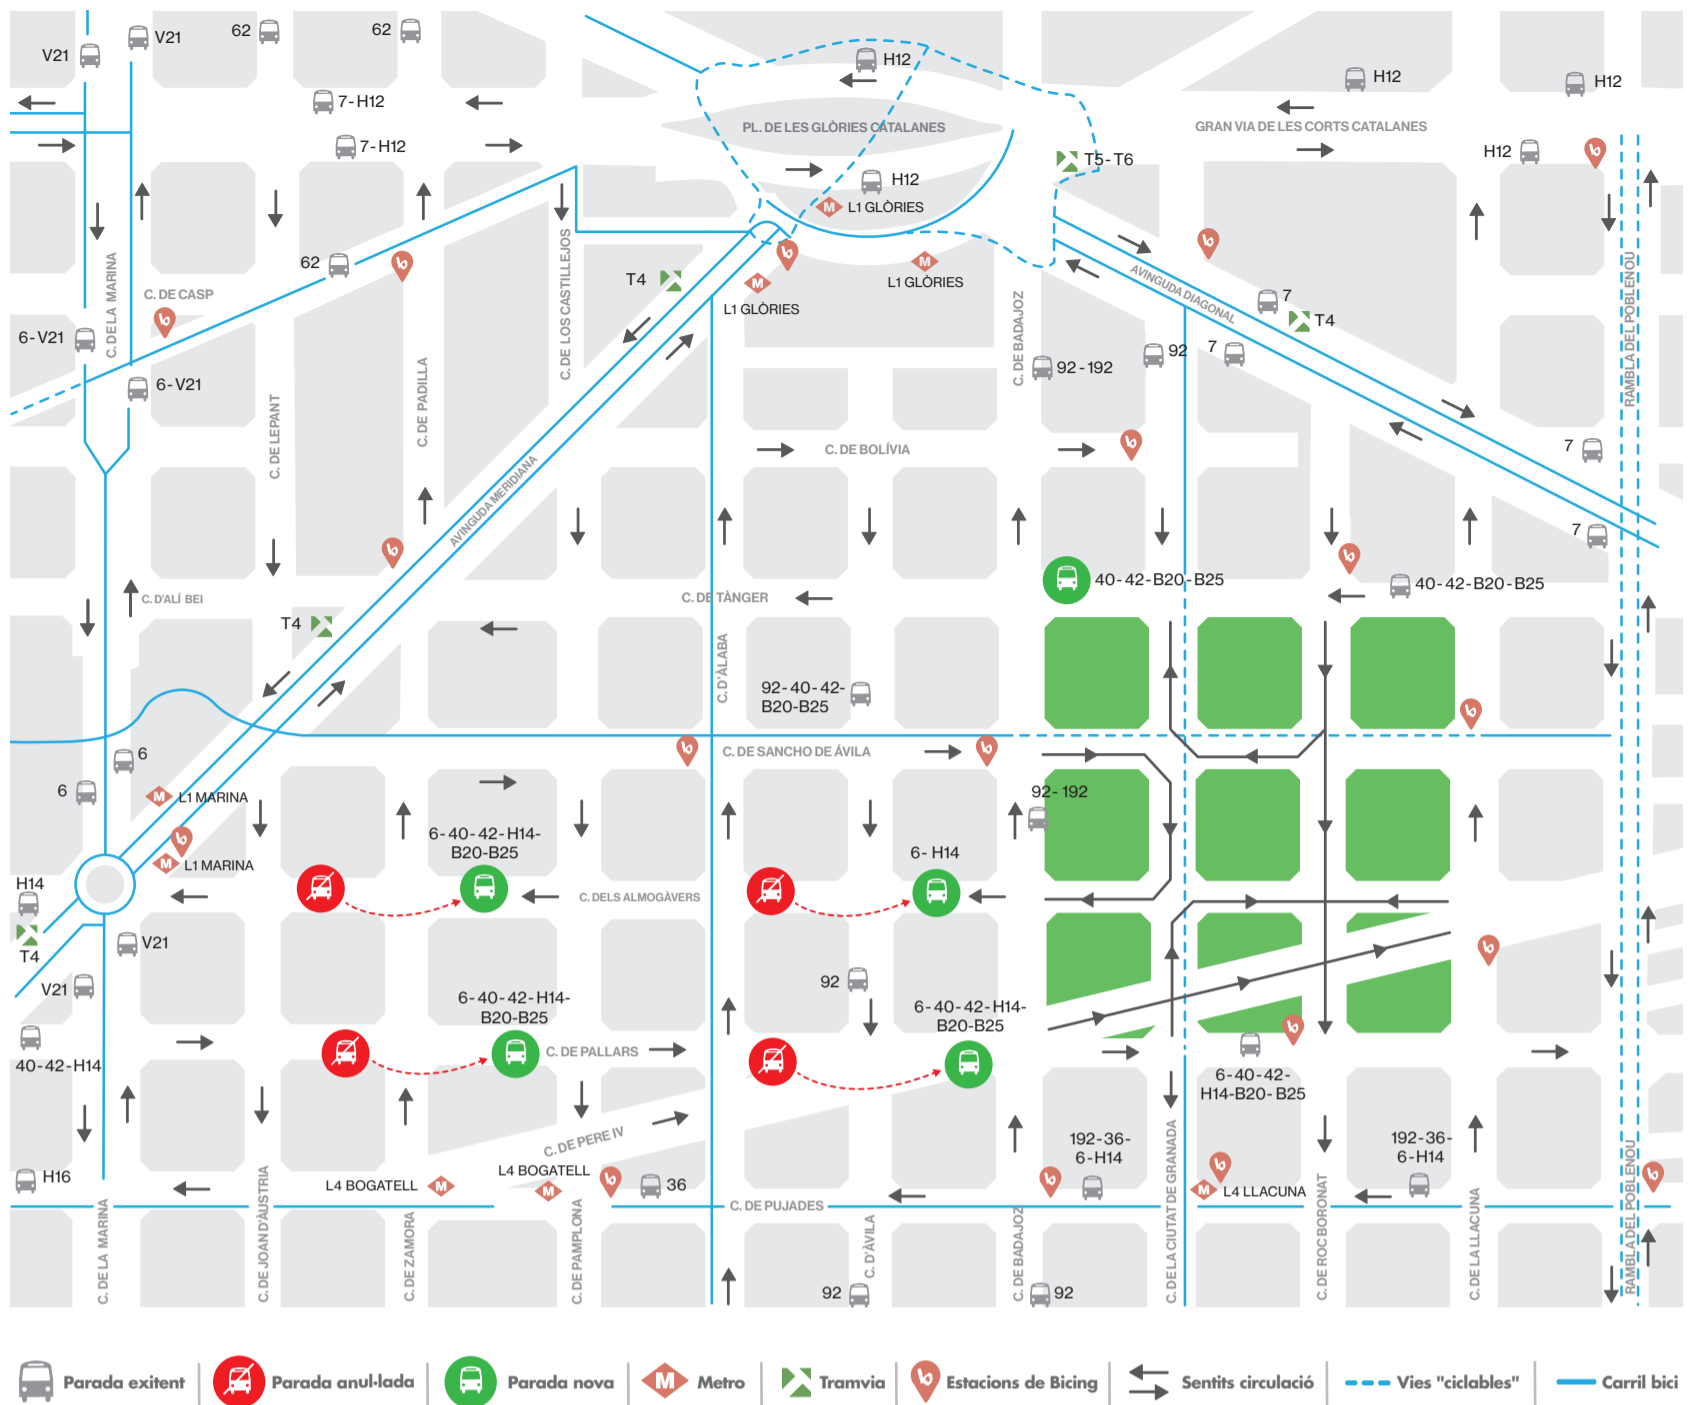 V21
V21
62
62
H12
H12
H12
7-H12
7-H12
PL. DE LES GLÒRIES CATALANES
GRAN VIA DE LES CORTS CATALANES
T5-T6
H12
H12
M L1 GLÒRIES
C. DE LA MARINA
C. DE CASP
62
C. DE LOS CASTILLEJOS
T4
M
L1 GLÒRIES
M
L1 GLÒRIES
C. DE BADAJOZ
AVINGUDA DIAGONAL
7
T4
RAMBLA DEL POBLENOU
6-V21
6-V21
92-192
92
7
C. DE LEPANT
C. DE PADILLA
AVINGUDA MERIDIANA
C. DE BOLÍVIA
7
7
C. D'ALÍ BEI
C. DE TÀNGER
40-42-B20-B25
40-42-B20-B25
T4
C. D'ÀLABA
92-40-42-
B20-B25
C. DE SANCHO DE ÁVILA
6
6
M L1 MARINA
M L1 MARINA
92-192
6-40-42-H14-
B20-B25
6-H14
H14
C. DELS ALMOGÀVERS
T4
V21
V21
92
6-40-42-H14-
B20-B25
6-40-42-H14-
B20-B25
40-42-H14
C. DE PALLARS
6-40-42-
H14-B20-B25
C. DE PERE IV
192-36-
6-H14
192-36-
6-H14
H16
L4 BOGATELL M
L4 BOGATELL
M
36
M L4 LLACUNA
C. DE PUJADES
C. DE LA MARINA
C. DE JOAN D'ÀUSTRIA
C. DE ZAMORA
C. DE PAMPLONA
C. D'ÀVILA
C. DE BADAJOZ
C. DE LA CIUTAT DE GRANADA
C. DE ROC BORONAT
C. DE LA LLACUNA
RAMBLA DEL POBLENOU
92
92
Parada exitent
Parada anul·lada
Parada nova
M Metro
Tramvia
b Estacions de Bicing
Sentits circulació
Vies "ciclables"
Carril bici